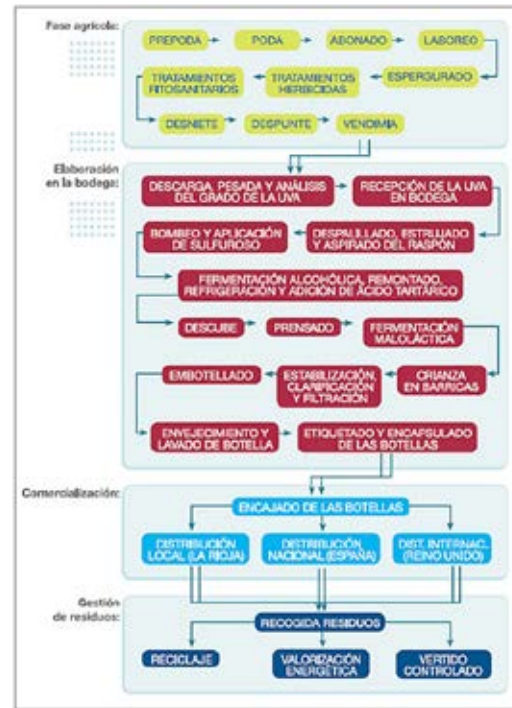 Fase agrícola:
PREPODA
PODA
ABONADO
LABOREO
ESPERGURADO
TRATAMIENTOS
HERBICIDAS
TRATAMIENTOS
FITOSANITARIOS
DESNIETE
DESPUNTE
VENDIMIA
Elaboración
en la bodega:
DESCARGA, PESADA Y ANÁLISIS
DEL GRADO DE LA UVA
RECEPCIÓN DE LA UVA
EN BODEGA
DESPALILLADO, ESTRUJADO
Y ASPIRADO DEL RASPÓN
BOMBEO Y APLICACIÓN
DE SULFUROSO
FERMENTACIÓN ALCOHÓLICA, REMONTADO,
REFRIGERACIÓN Y ADICIÓN DE ÁCIDO TARTÁRICO
DESCUBE
PRENSADO
FERMENTACIÓN
MALOLÁCTICA
CRIANZA
EN BARRICAS
ESTABILIZACIÓN,
CLARIFICACIÓN
Y FILTRACIÓN
EMBOTELLADO
ENVEJECIMIENTO Y
LAVADO DE BOTELLA
ETIQUETADO Y ENCAPSULADO
DE LAS BOTELLAS
Comercialización:
ENCAJADO DE LAS BOTELLAS
DISTRIBUCIÓN
LOCAL (LA RIOJA)
DISTRIBUCIÓN
NACIONAL (ESPAÑA)
DIST. INTERNAC.
(REINO UNIDO)
Gestión
de residuos:
RECOGIDA RESIDUOS
RECICLAJE
VALORIZACIÓN
ENERGÉTICA
VERTIDO
CONTROLADO